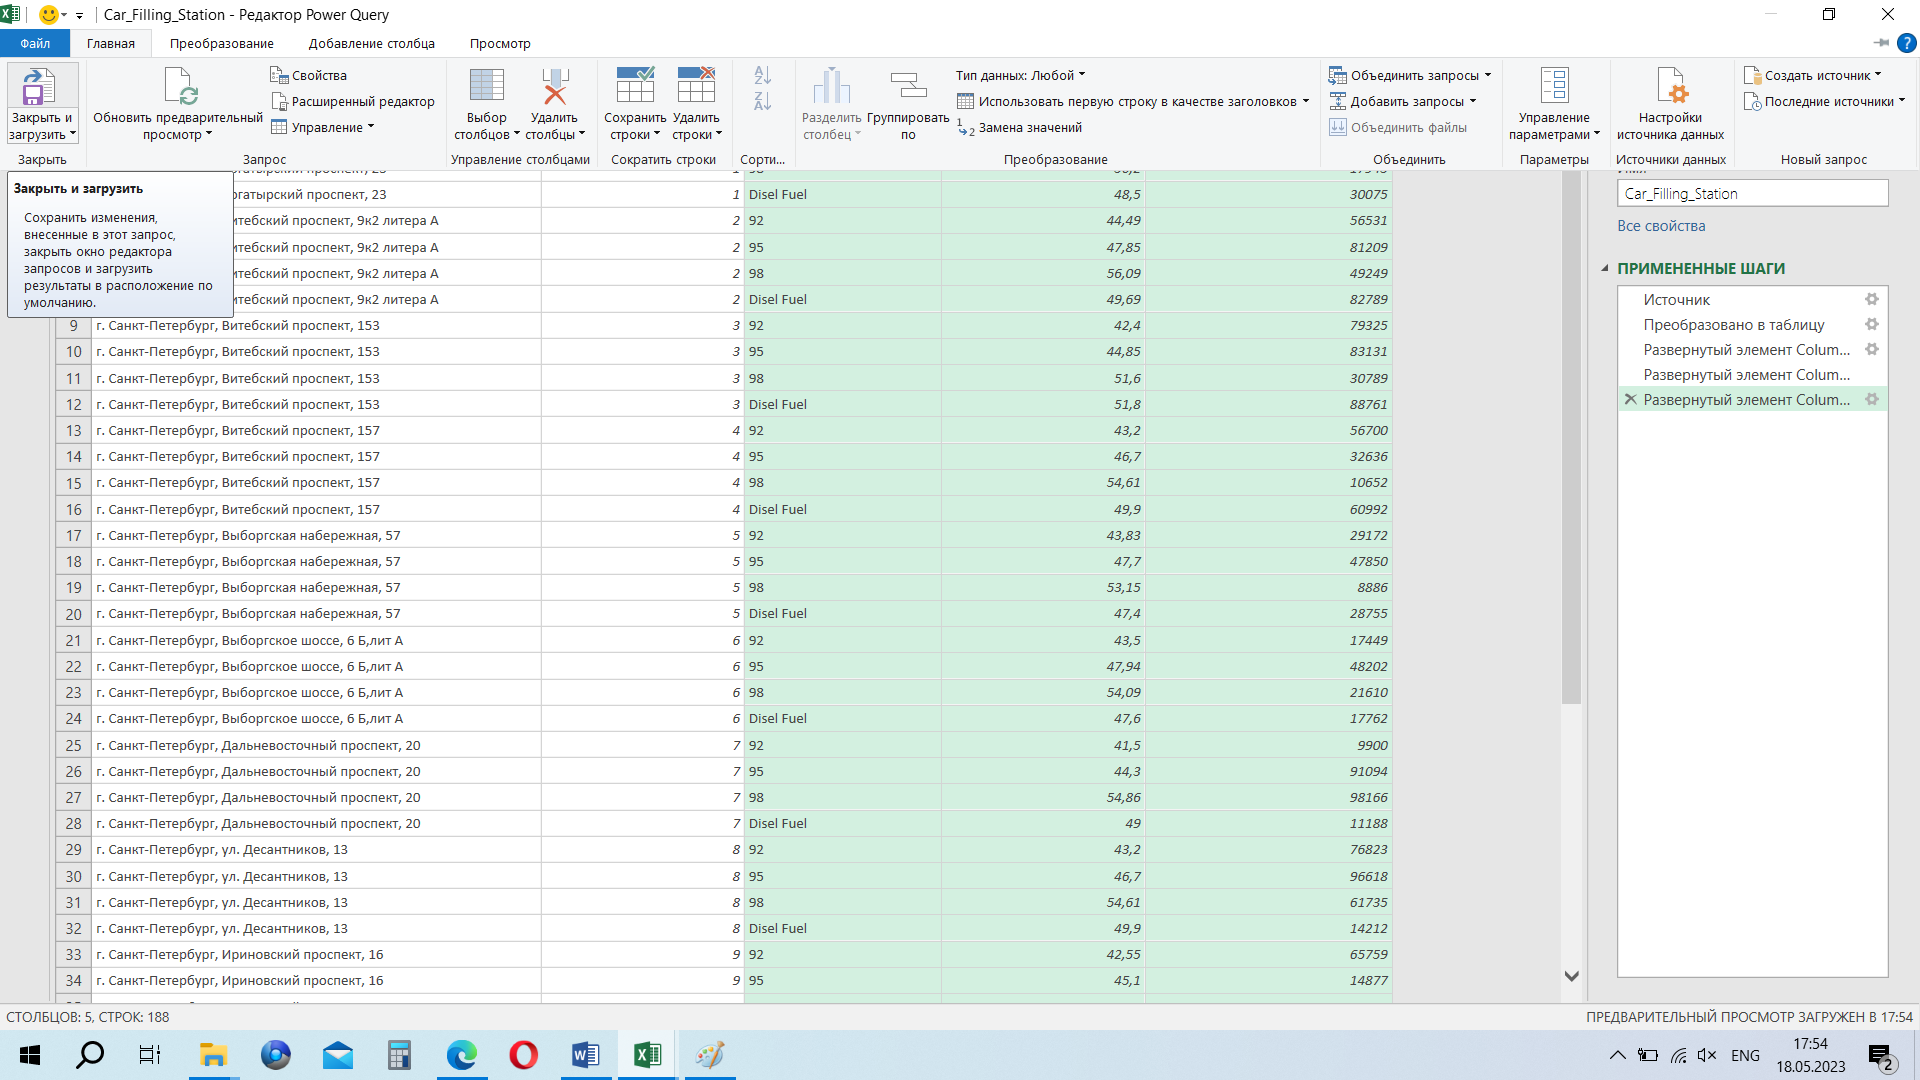 Car_Filling_Station - Редактор Power Query
Файл Главная Преобразование Добавление столбца Просмотр
Закрыть и загрузить
Закрыть
Обновить предварительный просмотр
Свойства
Расширенный редактор
Управление
Запрос
Выбор столбцов
Удалить столбцы
Управление столбцами
Сохранить строки
Удалить строки
Сократить строки
Сорти...
Разделить столбец
Группировать по
Тип данных: Любой
Использовать первую строку в качестве заголовков
Замена значений
Преобразование
Объединить запросы
Добавить запросы
Объединить файлы
Объединить
Управление параметрами
Параметры
Настройки источника данных
Источники данных
Создать источник
Последние источники
Новый запрос
Закрыть и загрузить
Сохранить изменения,
внесенные в этот запрос,
закрыть окно редактора
запросов и загрузить
результаты в расположение по
умолчанию.
огатырский проспект, 23 1 Disel Fuel 48,5 30075
итебский проспект, 9к2 литера А 2 92 44,49 56531
итебский проспект, 9к2 литера А 2 95 47,85 81209
итебский проспект, 9к2 литера А 2 98 56,09 49249
итебский проспект, 9к2 литера А 2 Disel Fuel 49,69 82789
9 г. Санкт-Петербург, Витебский проспект, 153 3 92 42,4 79325
10 г. Санкт-Петербург, Витебский проспект, 153 3 95 44,85 83131
11 г. Санкт-Петербург, Витебский проспект, 153 3 98 51,6 30789
12 г. Санкт-Петербург, Витебский проспект, 153 3 Disel Fuel 51,8 88761
13 г. Санкт-Петербург, Витебский проспект, 157 4 92 43,2 56700
14 г. Санкт-Петербург, Витебский проспект, 157 4 95 46,7 32636
15 г. Санкт-Петербург, Витебский проспект, 157 4 98 54,61 10652
16 г. Санкт-Петербург, Витебский проспект, 157 4 Disel Fuel 49,9 60992
17 г. Санкт-Петербург, Выборгская набережная, 57 5 92 43,83 29172
18 г. Санкт-Петербург, Выборгская набережная, 57 5 95 47,7 47850
19 г. Санкт-Петербург, Выборгская набережная, 57 5 98 53,15 8886
20 г. Санкт-Петербург, Выборгская набережная, 57 5 Disel Fuel 47,4 28755
21 г. Санкт-Петербург, Выборгское шоссе, 6 Б,лит А 6 92 43,5 17449
22 г. Санкт-Петербург, Выборгское шоссе, 6 Б,лит А 6 95 47,94 48202
23 г. Санкт-Петербург, Выборгское шоссе, 6 Б,лит А 6 98 54,09 21610
24 г. Санкт-Петербург, Выборгское шоссе, 6 Б,лит А 6 Disel Fuel 47,6 17762
25 г. Санкт-Петербург, Дальневосточный проспект, 20 7 92 41,5 9900
26 г. Санкт-Петербург, Дальневосточный проспект, 20 7 95 44,3 91094
27 г. Санкт-Петербург, Дальневосточный проспект, 20 7 98 54,86 98166
28 г. Санкт-Петербург, Дальневосточный проспект, 20 7 Disel Fuel 49 11188
29 г. Санкт-Петербург, ул. Десантников, 13 8 92 43,2 76823
30 г. Санкт-Петербург, ул. Десантников, 13 8 95 46,7 96618
31 г. Санкт-Петербург, ул. Десантников, 13 8 98 54,61 61735
32 г. Санкт-Петербург, ул. Десантников, 13 8 Disel Fuel 49,9 14212
33 г. Санкт-Петербург, Ириновский проспект, 16 9 92 42,55 65759
34 г. Санкт-Петербург, Ириновский проспект, 16 9 95 45,1 14877
Имя
Car_Filling_Station
Все свойства
ПРИМЕНЕННЫЕ ШАГИ
Источник
Преобразовано в таблицу
Развернутый элемент Colum...
Развернутый элемент Colum...
Развернутый элемент Colum...
СТОЛБЦОВ: 5, СТРОК: 188
ПРЕДВАРИТЕЛЬНЫЙ ПРОСМОТР ЗАГРУЖЕН В 17:54
ENG
17:54
18.05.2023
2